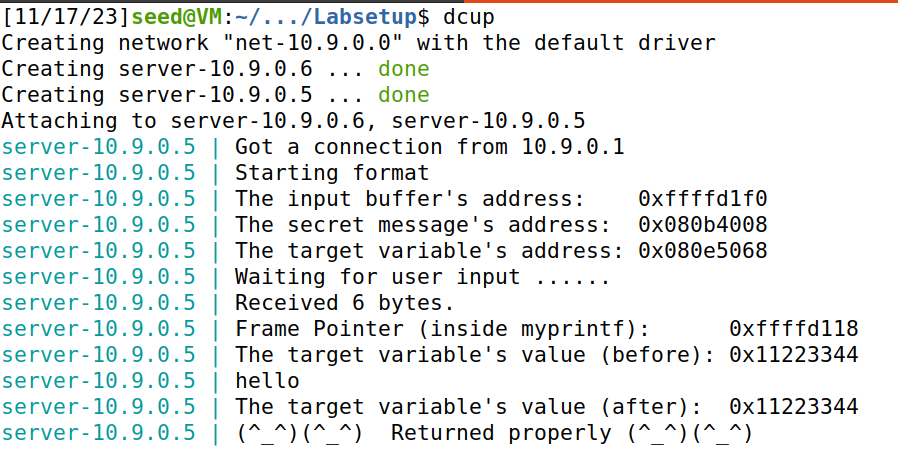 [11/17/23]seed@VM:~/.../Labsetup$ dcup
Creating network "net-10.9.0.0" with the default driver
Creating server-10.9.0.6 ... done
Creating server-10.9.0.5 ... done
Attaching to server-10.9.0.6, server-10.9.0.5
server-10.9.0.5 | Got a connection from 10.9.0.1
server-10.9.0.5 | Starting format
server-10.9.0.5 | The input buffer's address:    0xffffd1f0
server-10.9.0.5 | The secret message's address:  0x080b4008
server-10.9.0.5 | The target variable's address: 0x080e5068
server-10.9.0.5 | Waiting for user input ......
server-10.9.0.5 | Received 6 bytes.
server-10.9.0.5 | Frame Pointer (inside myprintf):      0xffffd118
server-10.9.0.5 | The target variable's value (before): 0x11223344
server-10.9.0.5 | hello
server-10.9.0.5 | The target variable's value (after):  0x11223344
server-10.9.0.5 | (^_^)(^_^)  Returned properly (^_^)(^_^)